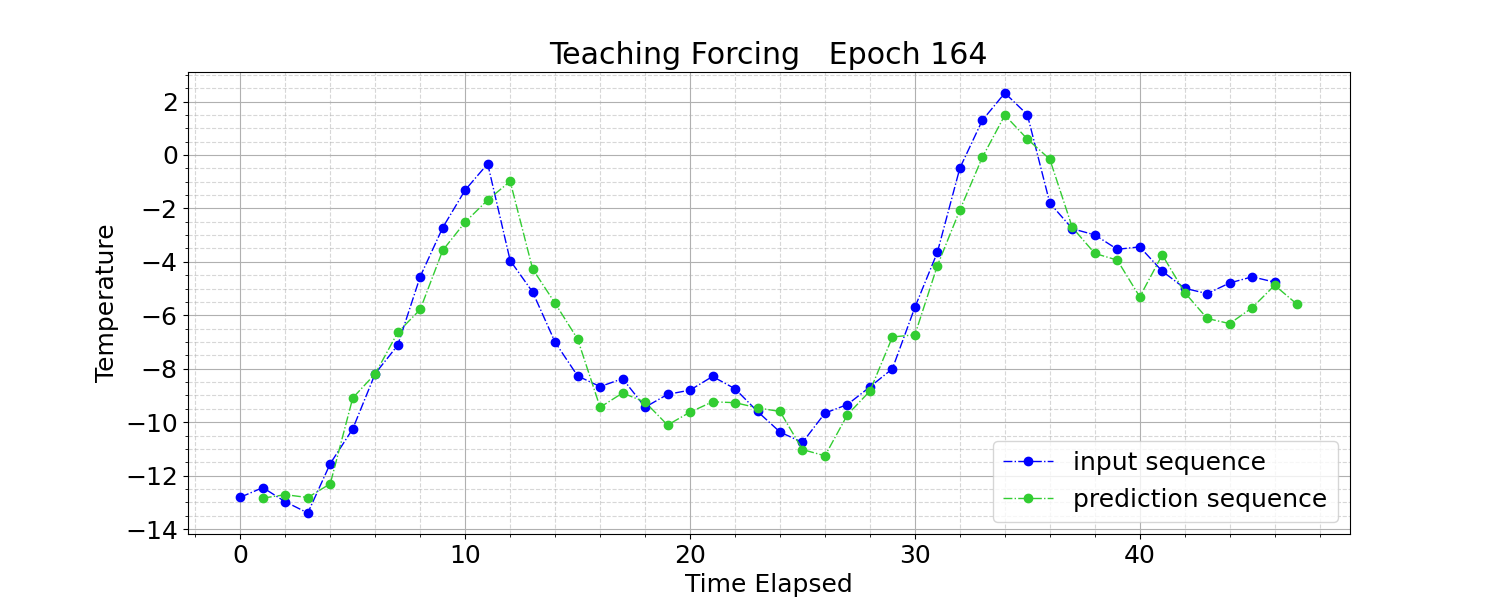 Teaching Forcing   Epoch 164
2
0
−2
−4
−6
−8
−10
−12
−14
Temperature
0
10
20
30
40
Time Elapsed
input sequence
prediction sequence